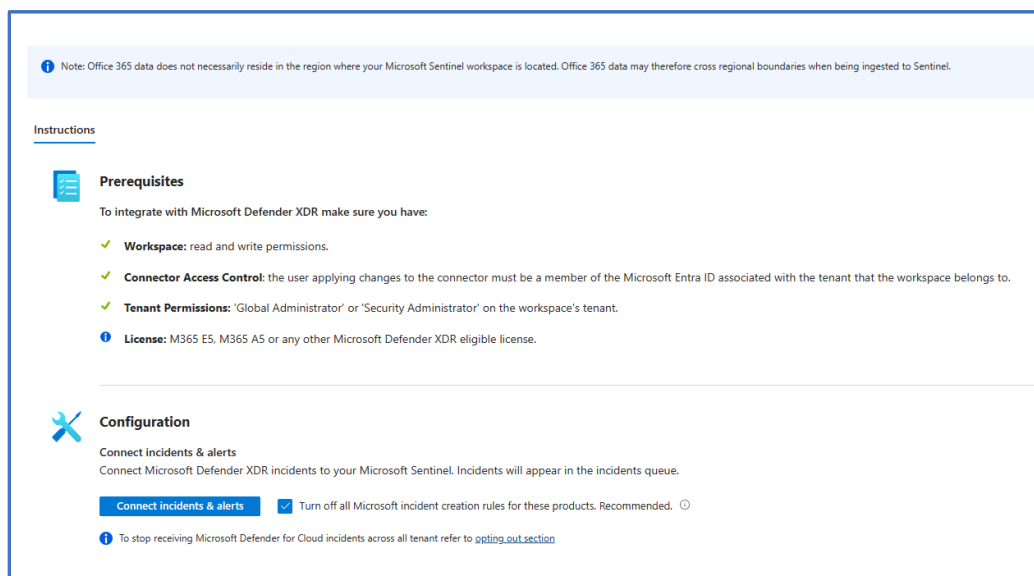 Note: Office 365 data does not necessarily reside in the region where your Microsoft Sentinel workspace is located. Office 365 data may therefore cross regional boundaries when being ingested to Sentinel.
Instructions
Prerequisites
To integrate with Microsoft Defender XDR make sure you have:
Workspace: read and write permissions.
Connector Access Control: the user applying changes to the connector must be a member of the Microsoft Entra ID associated with the tenant that the workspace belongs to.
Tenant Permissions: 'Global Administrator' or 'Security Administrator' on the workspace's tenant.
License: M365 E5, M365 A5 or any other Microsoft Defender XDR eligible license.
Configuration
Connect incidents & alerts
Connect Microsoft Defender XDR incidents to your Microsoft Sentinel. Incidents will appear in the incidents queue.
Connect incidents & alerts Turn off all Microsoft incident creation rules for these products. Recommended.
To stop receiving Microsoft Defender for Cloud incidents across all tenant refer to opting out section